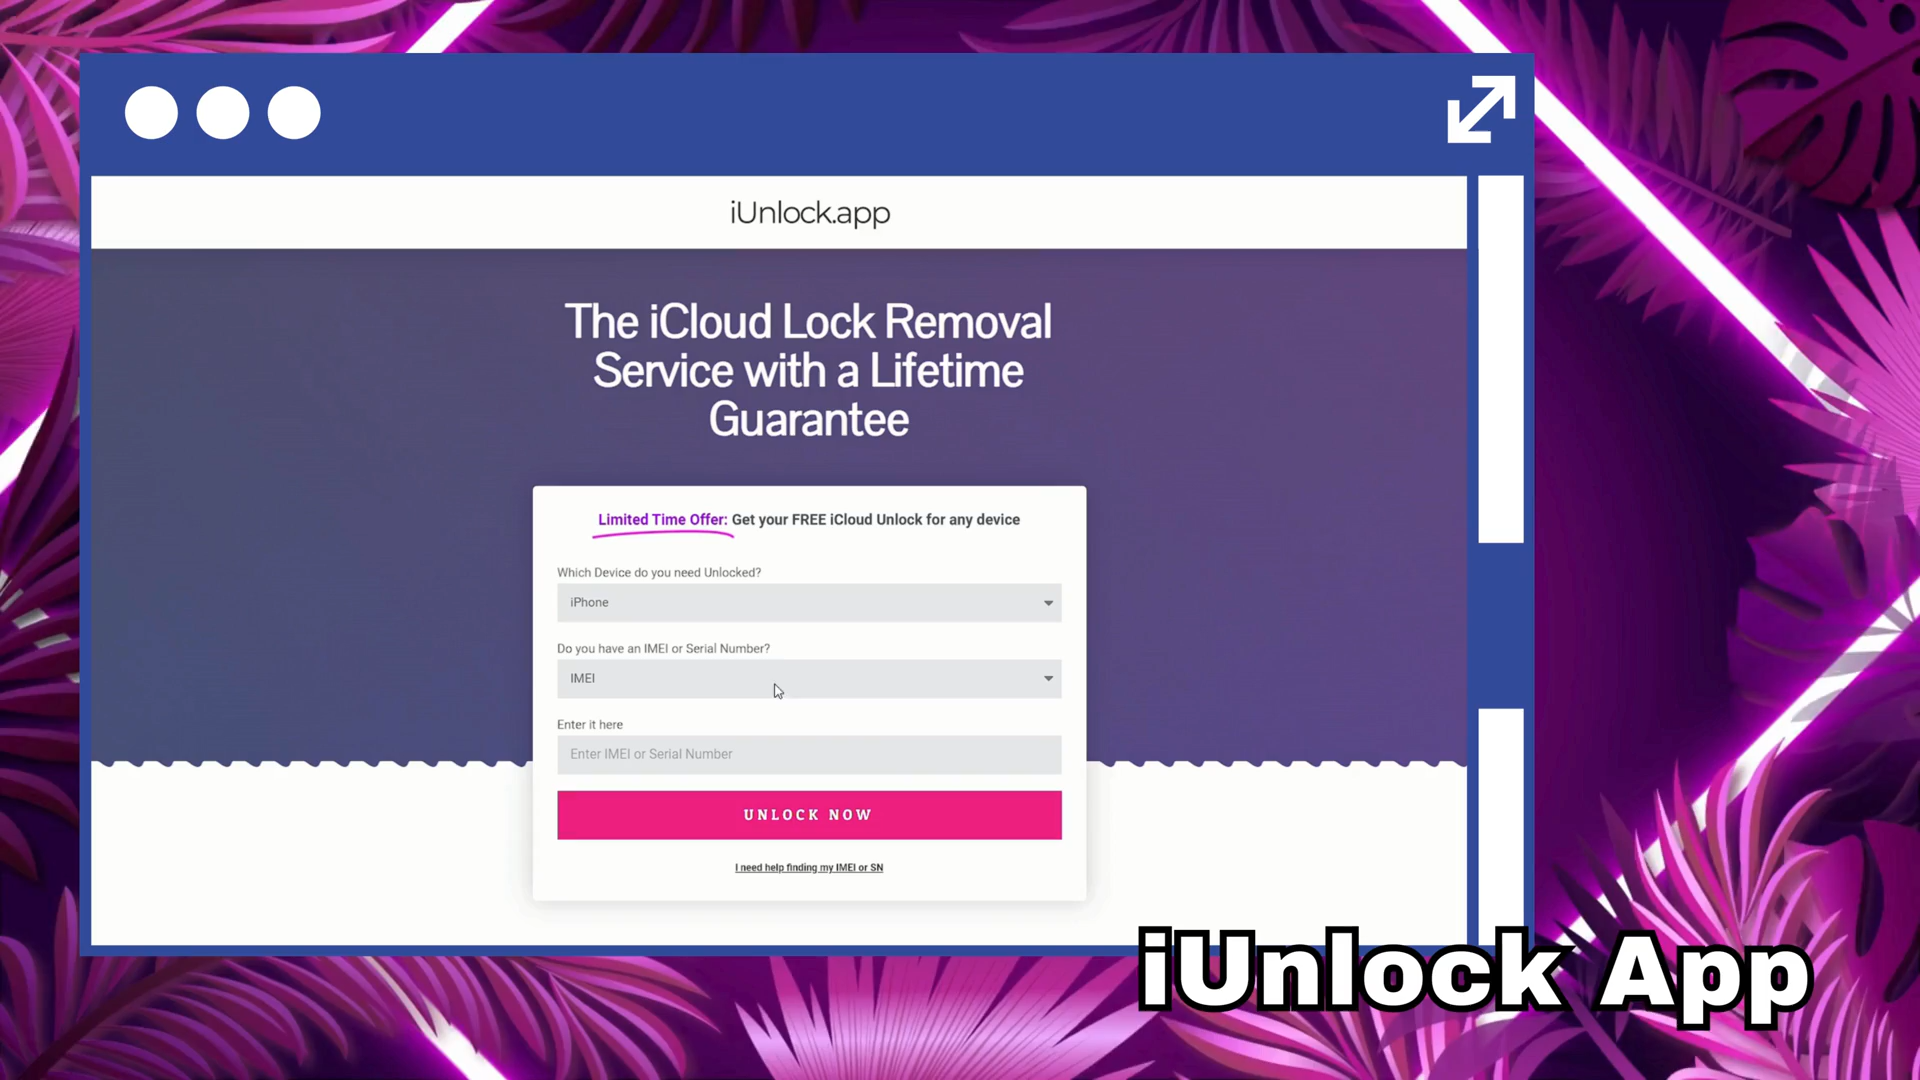 iUnlock.app
The iCloud Lock Removal
Service with a Lifetime
Guarantee
Limited Time Offer: Get your FREE iCloud Unlock for any device
Which Device do you need Unlocked?
iPhone
Do you have an IMEI or Serial Number?
IMEI
Enter it here
Enter IMEI or Serial Number
UNLOCK NOW
I need help finding my IMEI or SN
iUnlock App